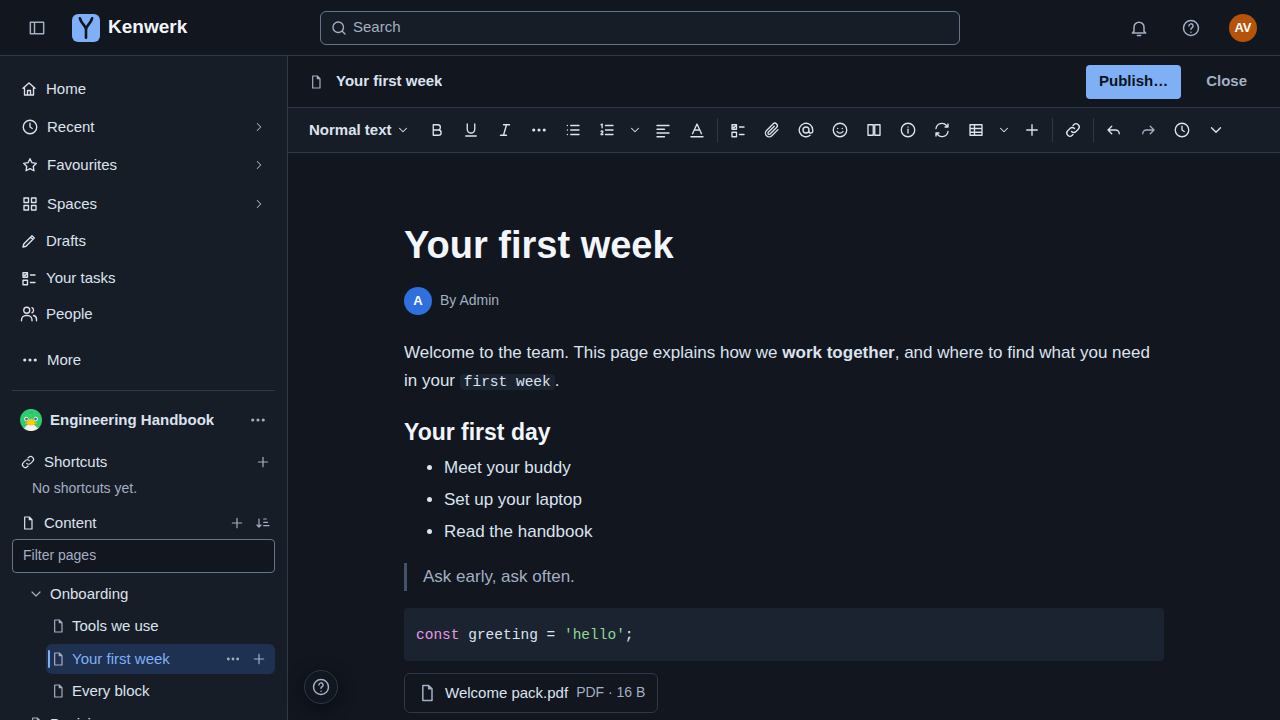 Kenwerk
Search
AV
Home
Recent
Favourites
Spaces
Drafts
Your tasks
People
More
Engineering Handbook
Shortcuts
No shortcuts yet.
Content
Filter pages
Onboarding
Tools we use
Your first week
Every block
Your first week
Publish…
Close
Normal text
Your first week
A
By Admin
Welcome to the team. This page explains how we work together, and where to find what you need
in your first week.
Your first day
• Meet your buddy
• Set up your laptop
• Read the handbook
Ask early, ask often.
const greeting = 'hello';
Welcome pack.pdf PDF · 16 B